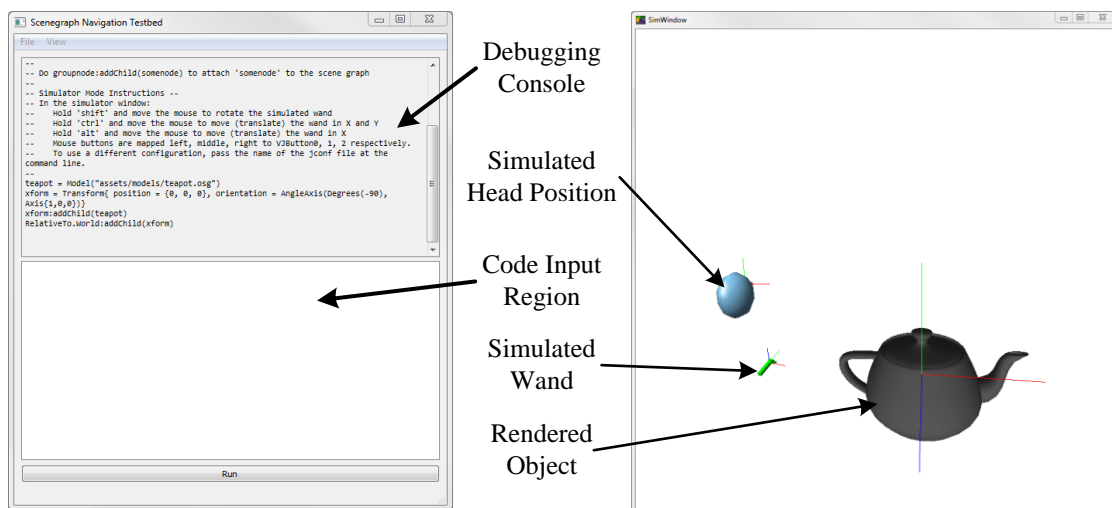 Scenegraph Navigation Testbed
File View
--
-- Do groupnode:addChild(somenode) to attach 'somenode' to the scene graph
--
-- Simulator Mode Instructions --
-- In the simulator window:
--    Hold 'shift' and move the mouse to rotate the simulated wand
--    Hold 'ctrl' and move the mouse to move (translate) the wand in X and Y
--    Hold 'alt' and move the mouse to move (translate) the wand in X
--    Mouse buttons are mapped left, middle, right to VJButton0, 1, 2 respectively.
--    To use a different configuration, pass the name of the jconf file at the
command line.
--
teapot = Model("assets/models/teapot.osg")
xform = Transform{ position = {0, 0, 0}, orientation = AngleAxis(Degrees(-90),
Axis{1,0,0})}
xform:addChild(teapot)
RelativeTo.World:addChild(xform)
Run
Debugging
Console
Simulated
Head Position
Code Input
Region
Simulated
Wand
Rendered
Object
SimWindow